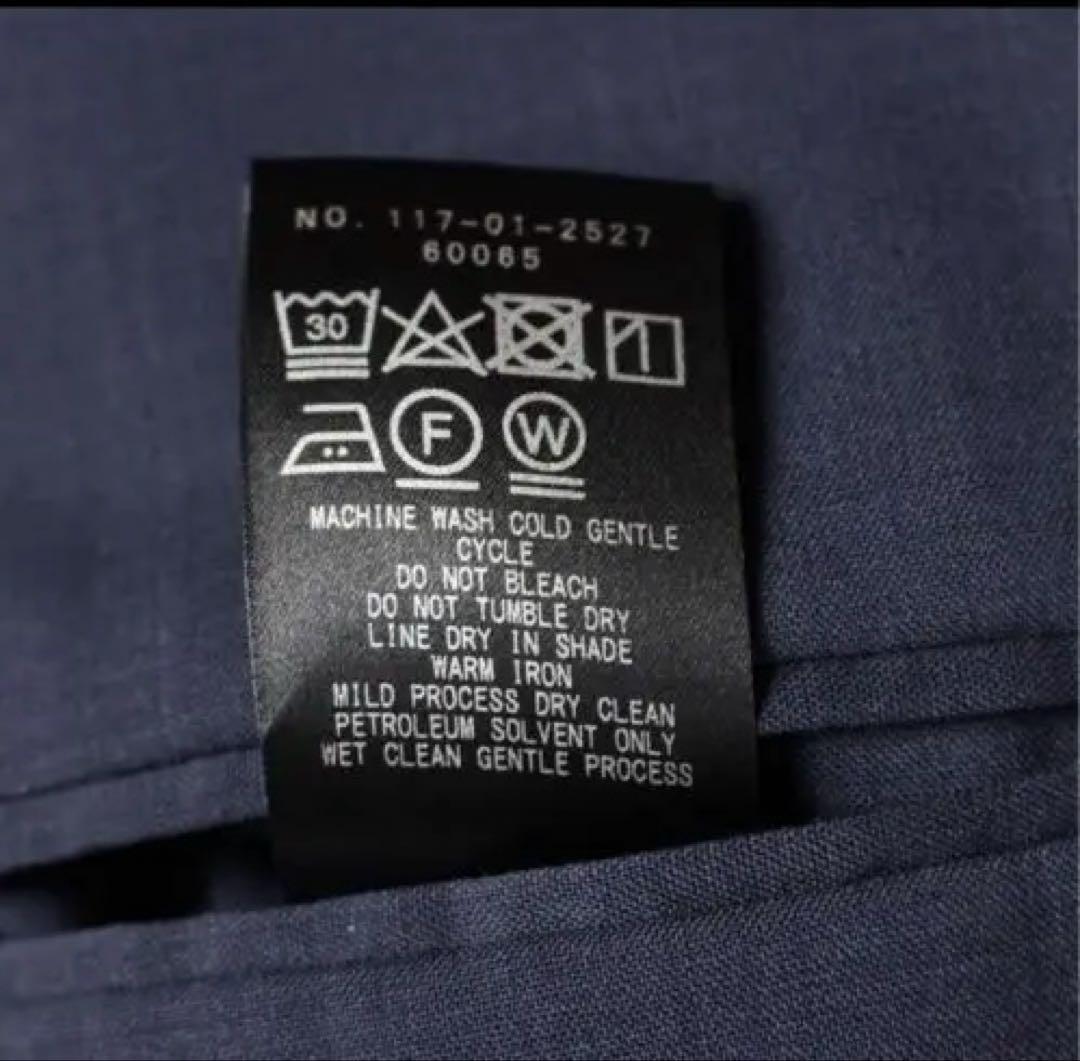 NO. 117-01-2527
60065
30
F W
MACHINE WASH COLD GENTLE
CYCLE
DO NOT BLEACH
DO NOT TUMBLE DRY
LINE DRY IN SHADE
WARM IRON
MILD PROCESS DRY CLEAN
PETROLEUM SOLVENT ONLY
WET CLEAN GENTLE PROCESS